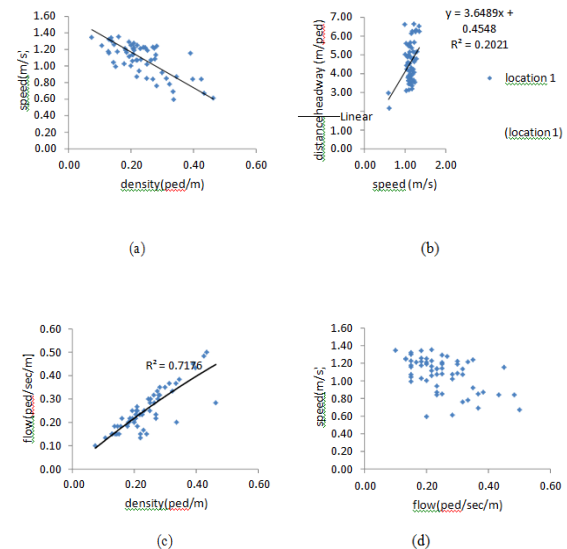 speed(m/s,
1.60
1.40
1.20
1.00
0.80
0.60
0.40
0.20
0.00
0.00 0.20 0.40 0.60
density(ped/m)
(a)
distance headway (m/ped)
7.00
6.00
5.00
4.00
3.00
1.00
0.00
0.00 1.00 2.00
speed (m/s)
y = 3.6489x +
0.4548
R² = 0.2021
location 1
Linear
(location 1)
(b)
flow(ped/sec/m]
0.60
0.50
0.40
0.30
0.20
0.10
0.00
0.00 0.20 0.40 0.60
density(ped/m)
R² = 0.7176
(c)
speed(m/s,
1.60
1.40
1.20
1.00
0.80
0.60
0.40
0.20
0.00
0.00 0.20 0.40 0.60
flow(ped/sec/m)
(d)